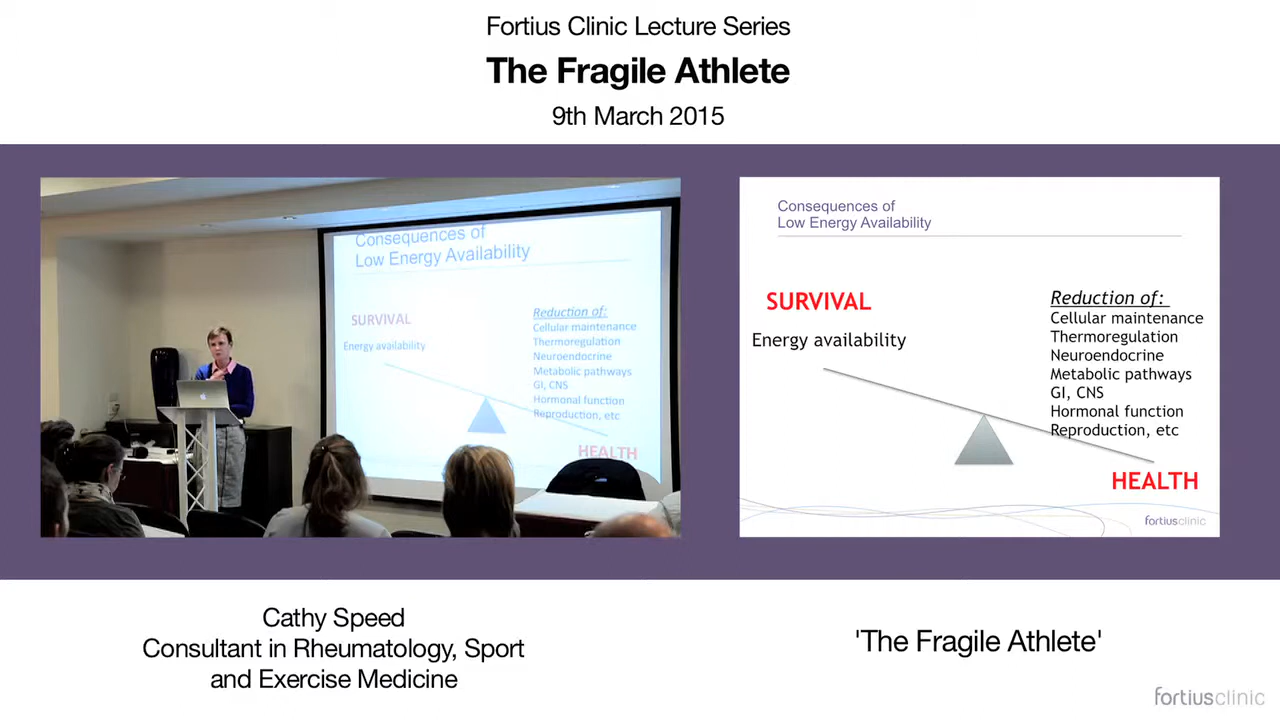 Fortius Clinic Lecture Series
The Fragile Athlete
9th March 2015
Consequences of
Low Energy Availability
SURVIVAL
Energy availability
Reduction of:
Cellular maintenance
Thermoregulation
Neuroendocrine
Metabolic pathways
GI, CNS
Hormonal function
Reproduction, etc
HEALTH
Consequences of
Low Energy Availability
SURVIVAL
Energy availability
Reduction of:
Cellular maintenance
Thermoregulation
Neuroendocrine
Metabolic pathways
GI, CNS
Hormonal function
Reproduction, etc
HEALTH
fortiusclinic
Cathy Speed
Consultant in Rheumatology, Sport
and Exercise Medicine
'The Fragile Athlete'
fortiusclinic